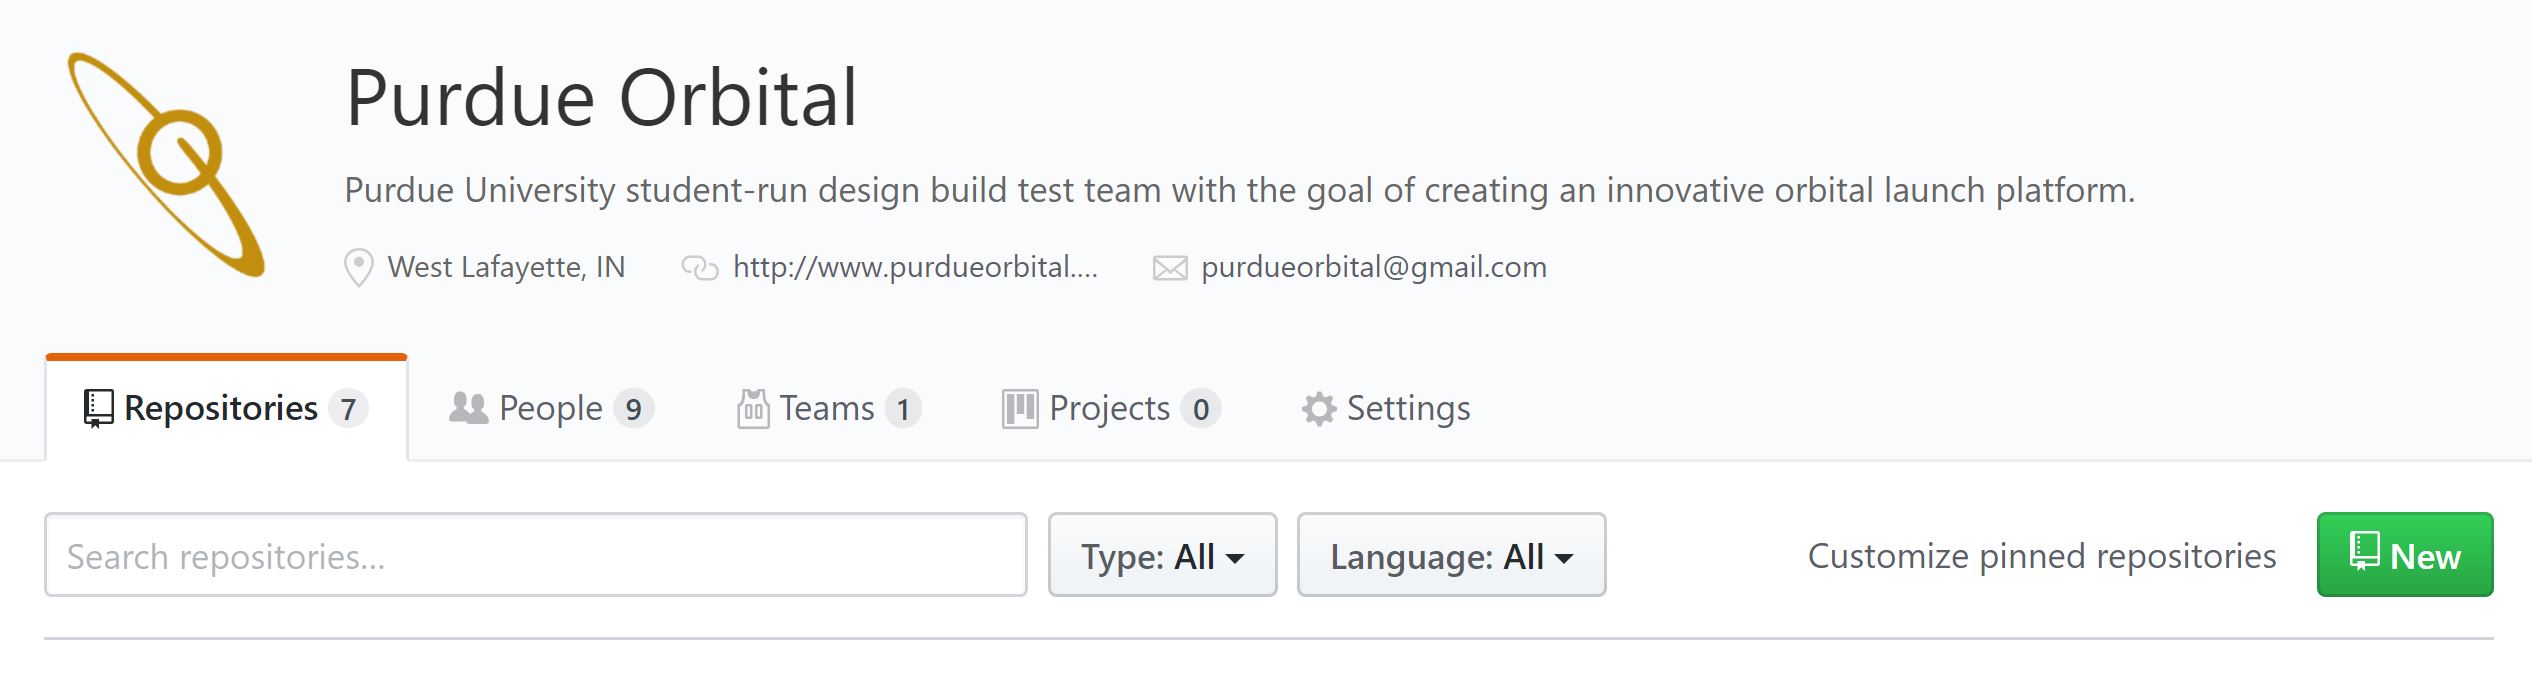 Purdue Orbital
Purdue University student-run design build test team with the goal of creating an innovative orbital launch platform.
West Lafayette, IN http://www.purdueorbital.... purdueorbital@gmail.com
Repositories 7 People 9 Teams 1 Projects 0 Settings
Search repositories... Type: All Language: All Customize pinned repositories New